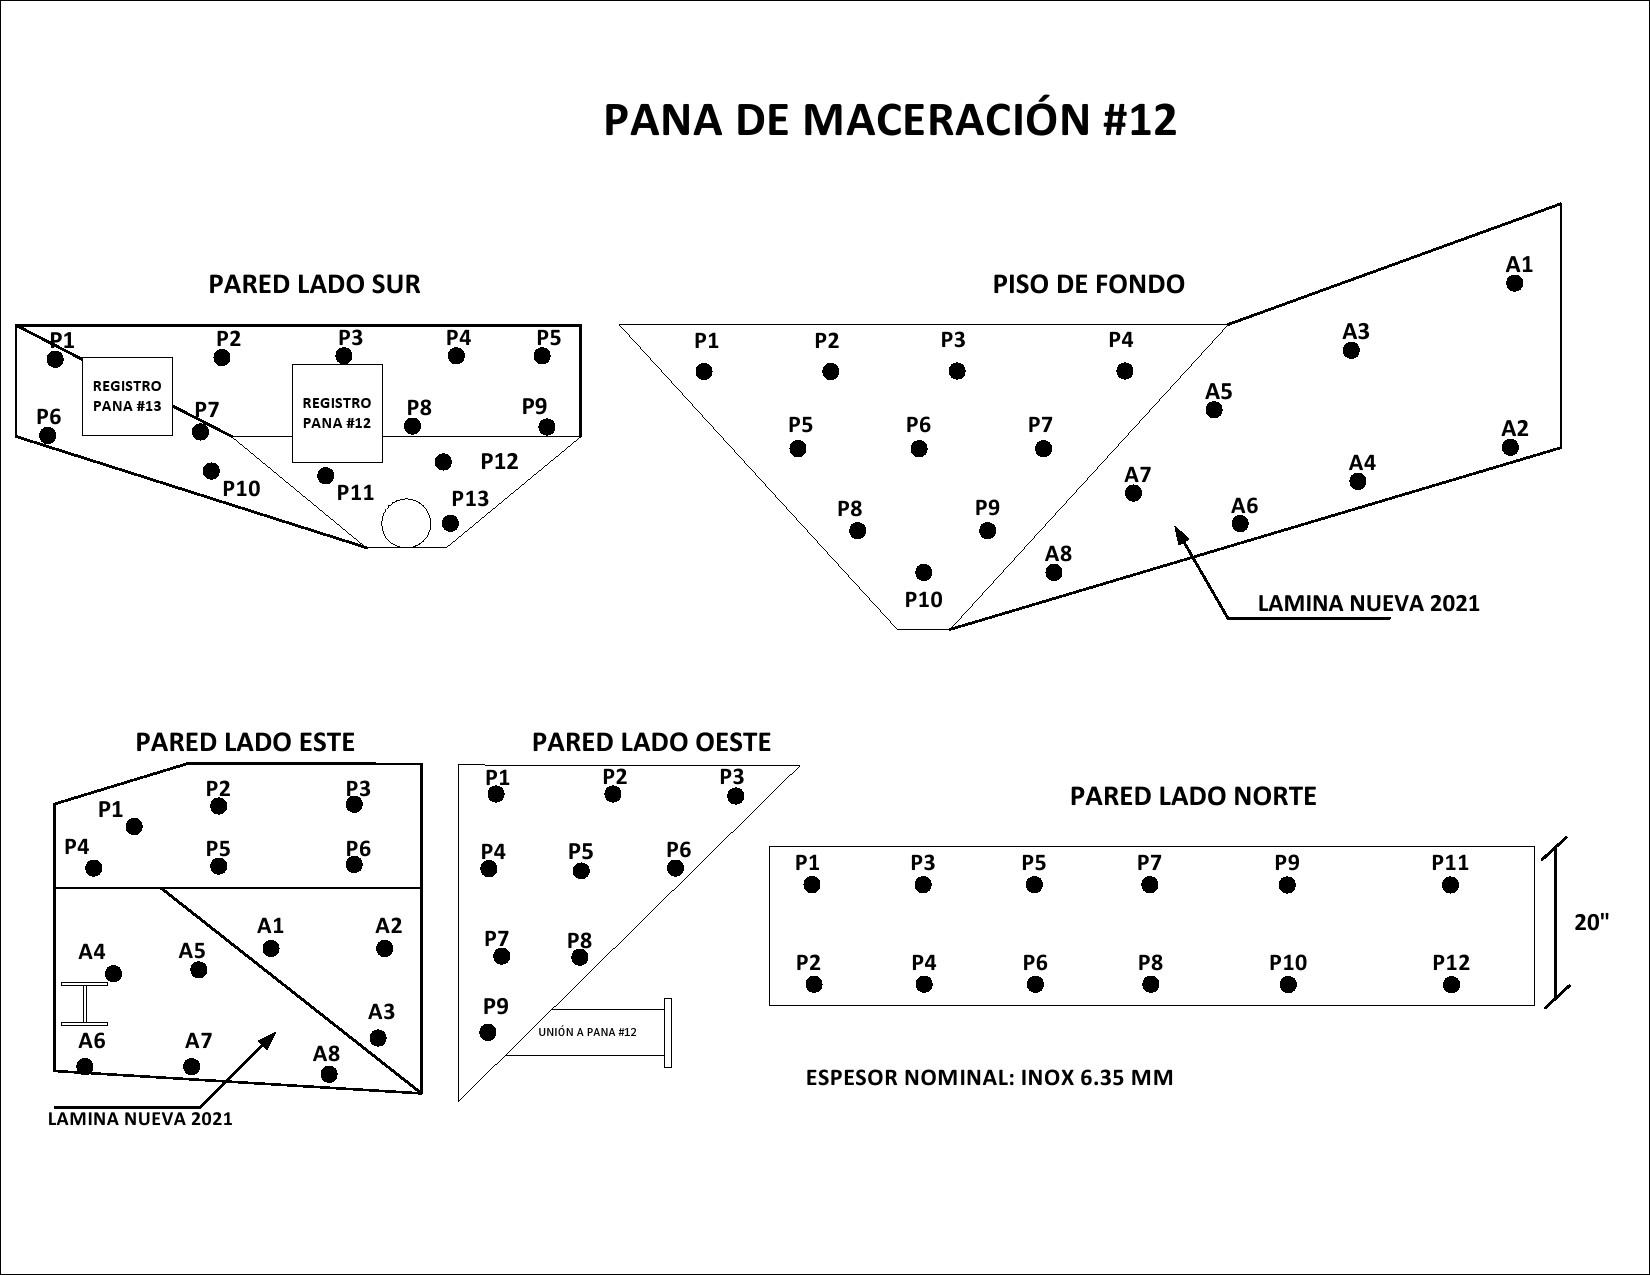 PANA DE MACERACIÓN #12
PARED LADO SUR
P1
P2
P3
P4
P5
REGISTRO
PANA #13
REGISTRO
PANA #12
P6
P7
P8
P9
P10
P11
P12
P13
PISO DE FONDO
P1
P2
P3
P4
P5
P6
P7
P8
P9
P10
A1
A3
A5
A2
A4
A7
A6
A8
LAMINA NUEVA 2021
PARED LADO ESTE
P1
P2
P3
P4
P5
P6
A1
A2
A4
A5
A3
A6
A7
A8
LAMINA NUEVA 2021
PARED LADO OESTE
P1
P2
P3
P4
P5
P6
P7
P8
P9
UNIÓN A PANA #12
PARED LADO NORTE
P1
P3
P5
P7
P9
P11
20"
P2
P4
P6
P8
P10
P12
ESPESOR NOMINAL: INOX 6.35 MM